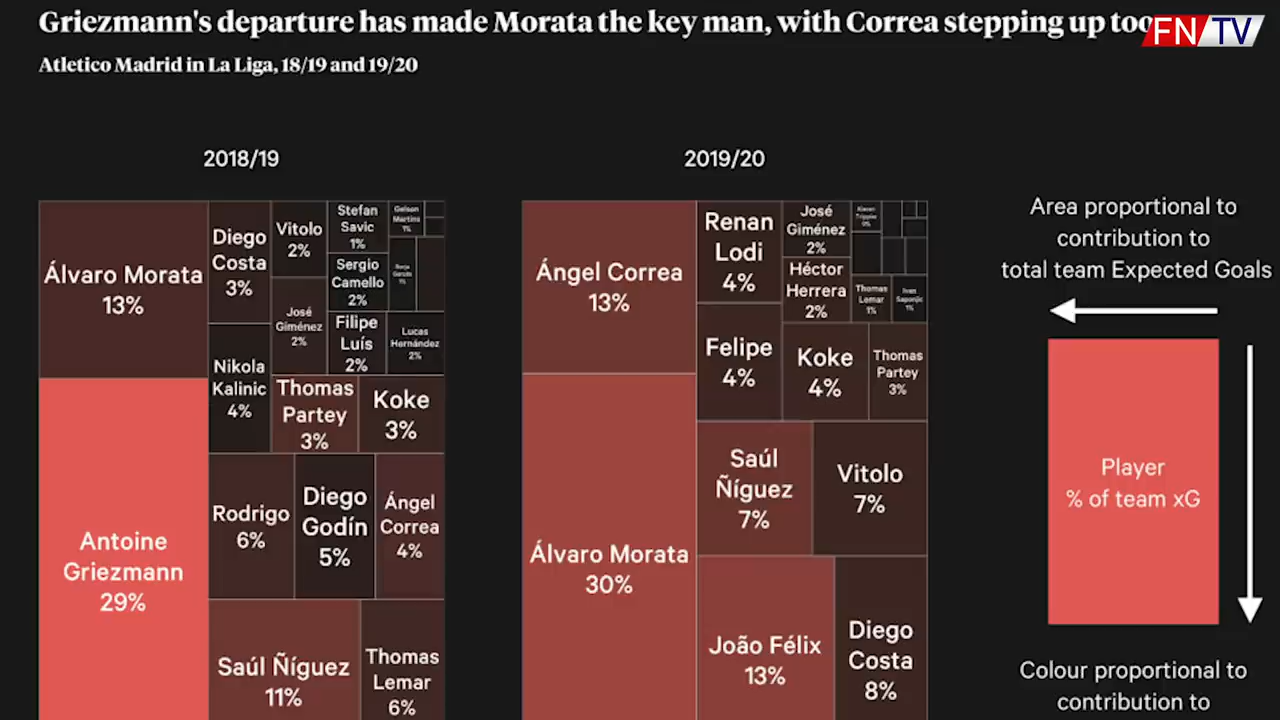 Griezmann's departure has made Morata the key man, with Correa stepping up too
FN/TV
Atletico Madrid in La Liga, 18/19 and 19/20
2018/19
Álvaro Morata
13%
Diego
Costa
3%
Vitolo
2%
Stefan
Savic
1%
Gelson
Martins
1%
Sergio
Camello
2%
José
Giménez
2%
Filipe
Luís
2%
Lucas
Hernández
2%
Nikola
Kalinic
4%
Thomas
Partey
3%
Koke
3%
Antoine
Griezmann
29%
Rodrigo
6%
Diego
Godín
5%
Ángel
Correa
4%
Saúl Ñíguez
11%
Thomas
Lemar
6%
2019/20
Ángel Correa
13%
Renan
Lodi
4%
José
Giménez
2%
Kieran
Trippier
Héctor
Herrera
2%
Thomas
Lemar
1%
Ivan
Saponjic
1%
Felipe
4%
Koke
4%
Thomas
Partey
3%
Álvaro Morata
30%
Saúl
Ñíguez
7%
Vitolo
7%
João Félix
13%
Diego
Costa
8%
Area proportional to
contribution to
total team Expected Goals
Player
% of team xG
Colour proportional to
contribution to